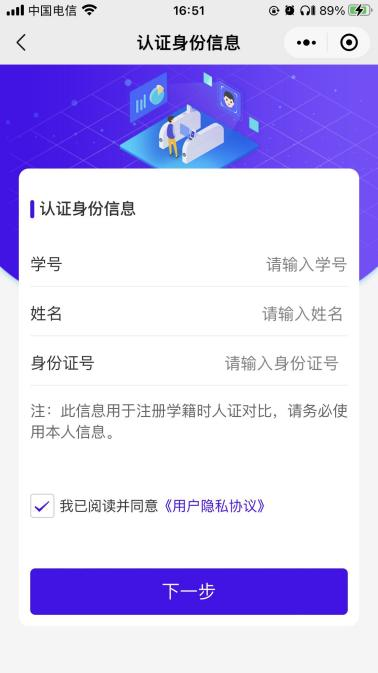 中国电信 16:51 89%
认证身份信息
认证身份信息
学号 请输入学号
姓名 请输入姓名
身份证号 请输入身份证号
注：此信息用于注册学籍时人证对比，请务必使
用本人信息。
我已阅读并同意《用户隐私协议》
下一步